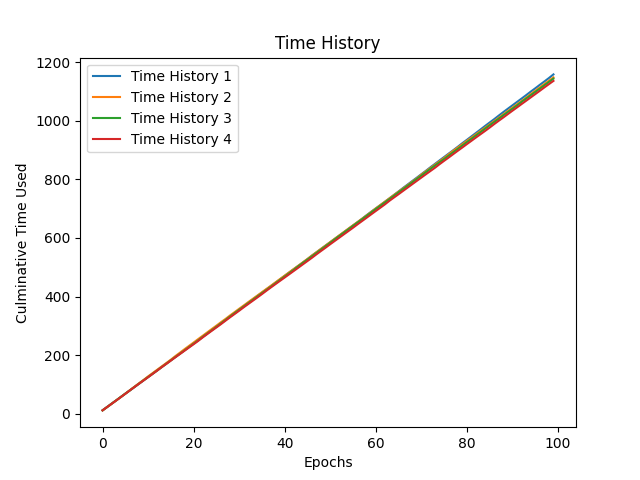 Time History
1200
1000
800
600
400
200
0
Culminative Time Used
Time History 1
Time History 2
Time History 3
Time History 4
0 20 40 60 80 100
Epochs